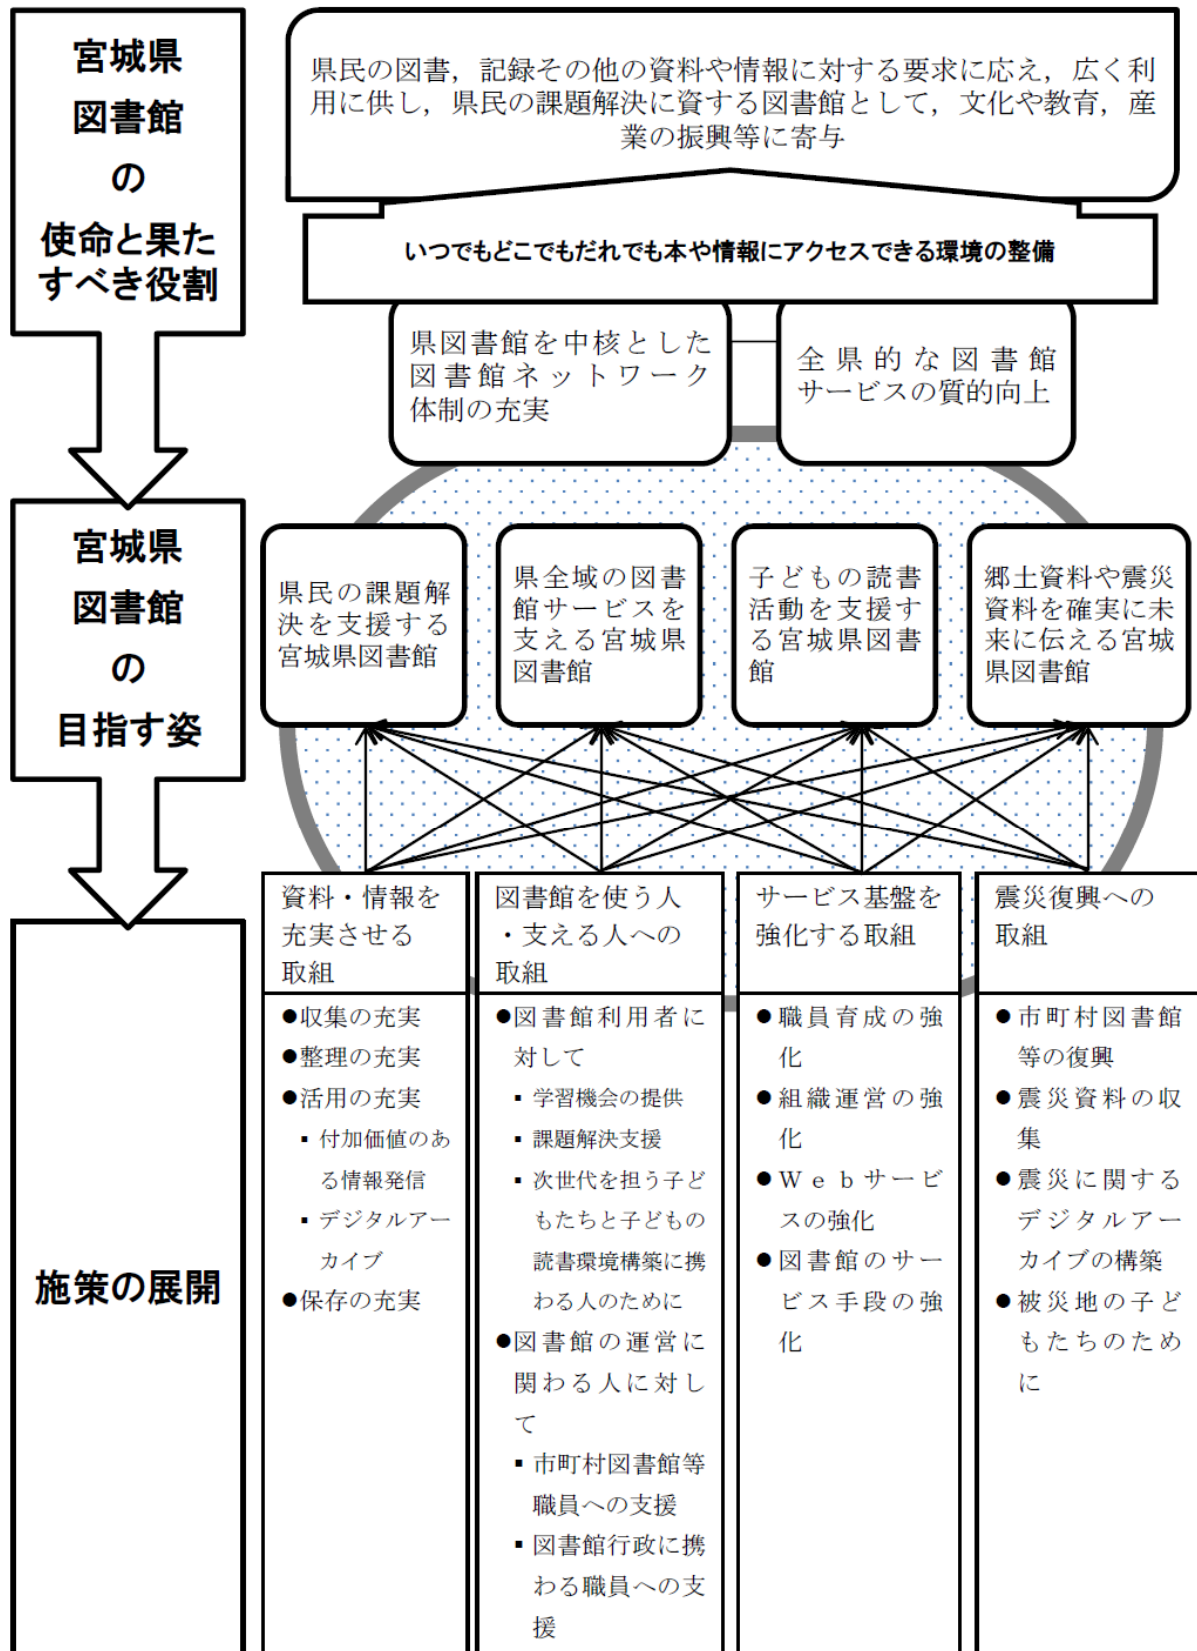 宮城県
図書館
の
使命と果た
すべき役割
県民の図書，記録その他の資料や情報に対する要求に応え，広く利
用に供し，県民の課題解決に資する図書館として，文化や教育，産
業の振興等に寄与
いつでもどこでもだれでも本や情報にアクセスできる環境の整備
県図書館を中核とした
図書館ネットワーク
体制の充実
全県的な図書館
サービスの質的向上
宮城県
図書館
の
目指す姿
県民の課題解
決を支援する
宮城県図書館
県全域の図書
館サービスを
支える宮城県
図書館
子どもの読書
活動を支援す
る宮城県図書
館
郷土資料や震災
資料を確実に未
来に伝える宮城
県図書館
施策の展開
資料・情報を
充実させる
取組
●収集の充実
●整理の充実
●活用の充実
▪ 付加価値のあ
る情報発信
▪ デジタルアー
カイブ
●保存の充実
図書館を使う人
・支える人への
取組
●図書館利用者に
対して
▪ 学習機会の提供
▪ 課題解決支援
▪ 次世代を担う子ど
もたちと子どもの
読書環境構築に携
わる人のために
●図書館の運営に
関わる人に対し
て
▪ 市町村図書館等
職員への支援
▪ 図書館行政に携
わる職員への支
援
サービス基盤を
強化する取組
●職員育成の強
化
●組織運営の強
化
●Ｗｅｂサービ
スの強化
●図書館のサー
ビス手段の強
化
震災復興への
取組
●市町村図書館
等の復興
●震災資料の収
集
●震災に関する
デジタルアー
カイブの構築
●被災地の子ど
もたちのため
に